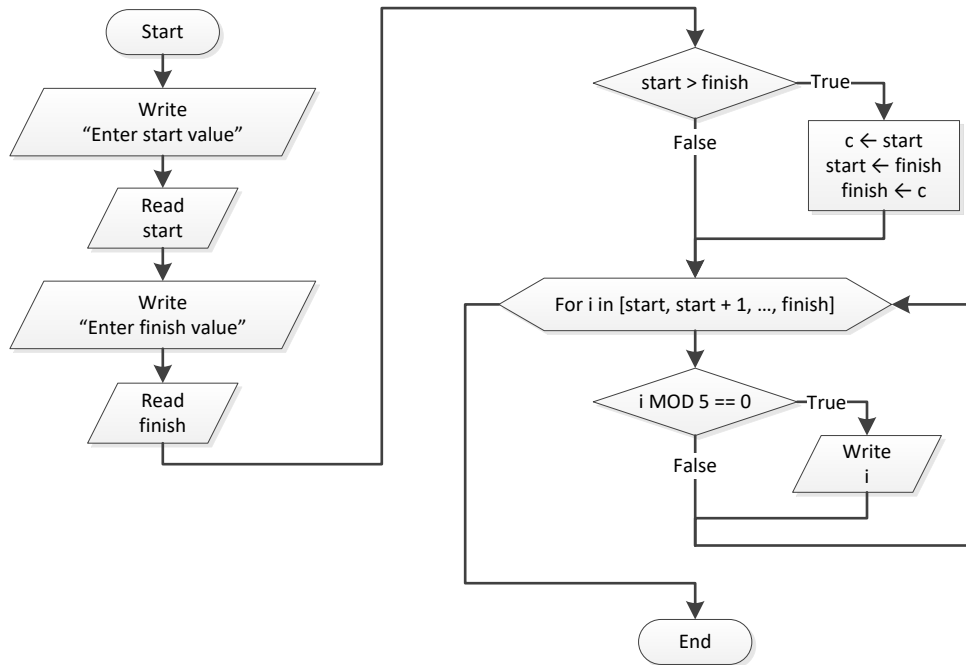 Start
Write
“Enter start value”
Read
start
Write
“Enter finish value”
Read
finish
start > finish
True
False
c ← start
start ← finish
finish ← c
For i in [start, start + 1, …, finish]
i MOD 5 == 0
True
False
Write
i
End